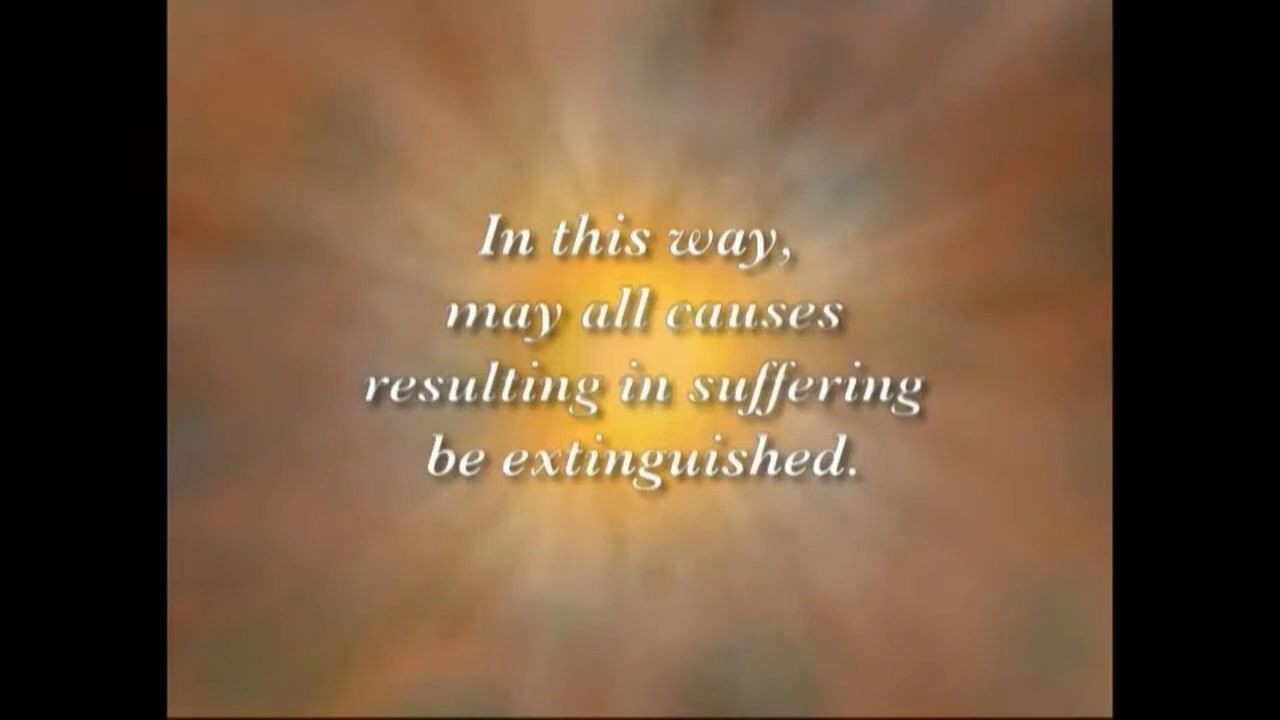 In this way,
may all causes
resulting in suffering
be extinguished.